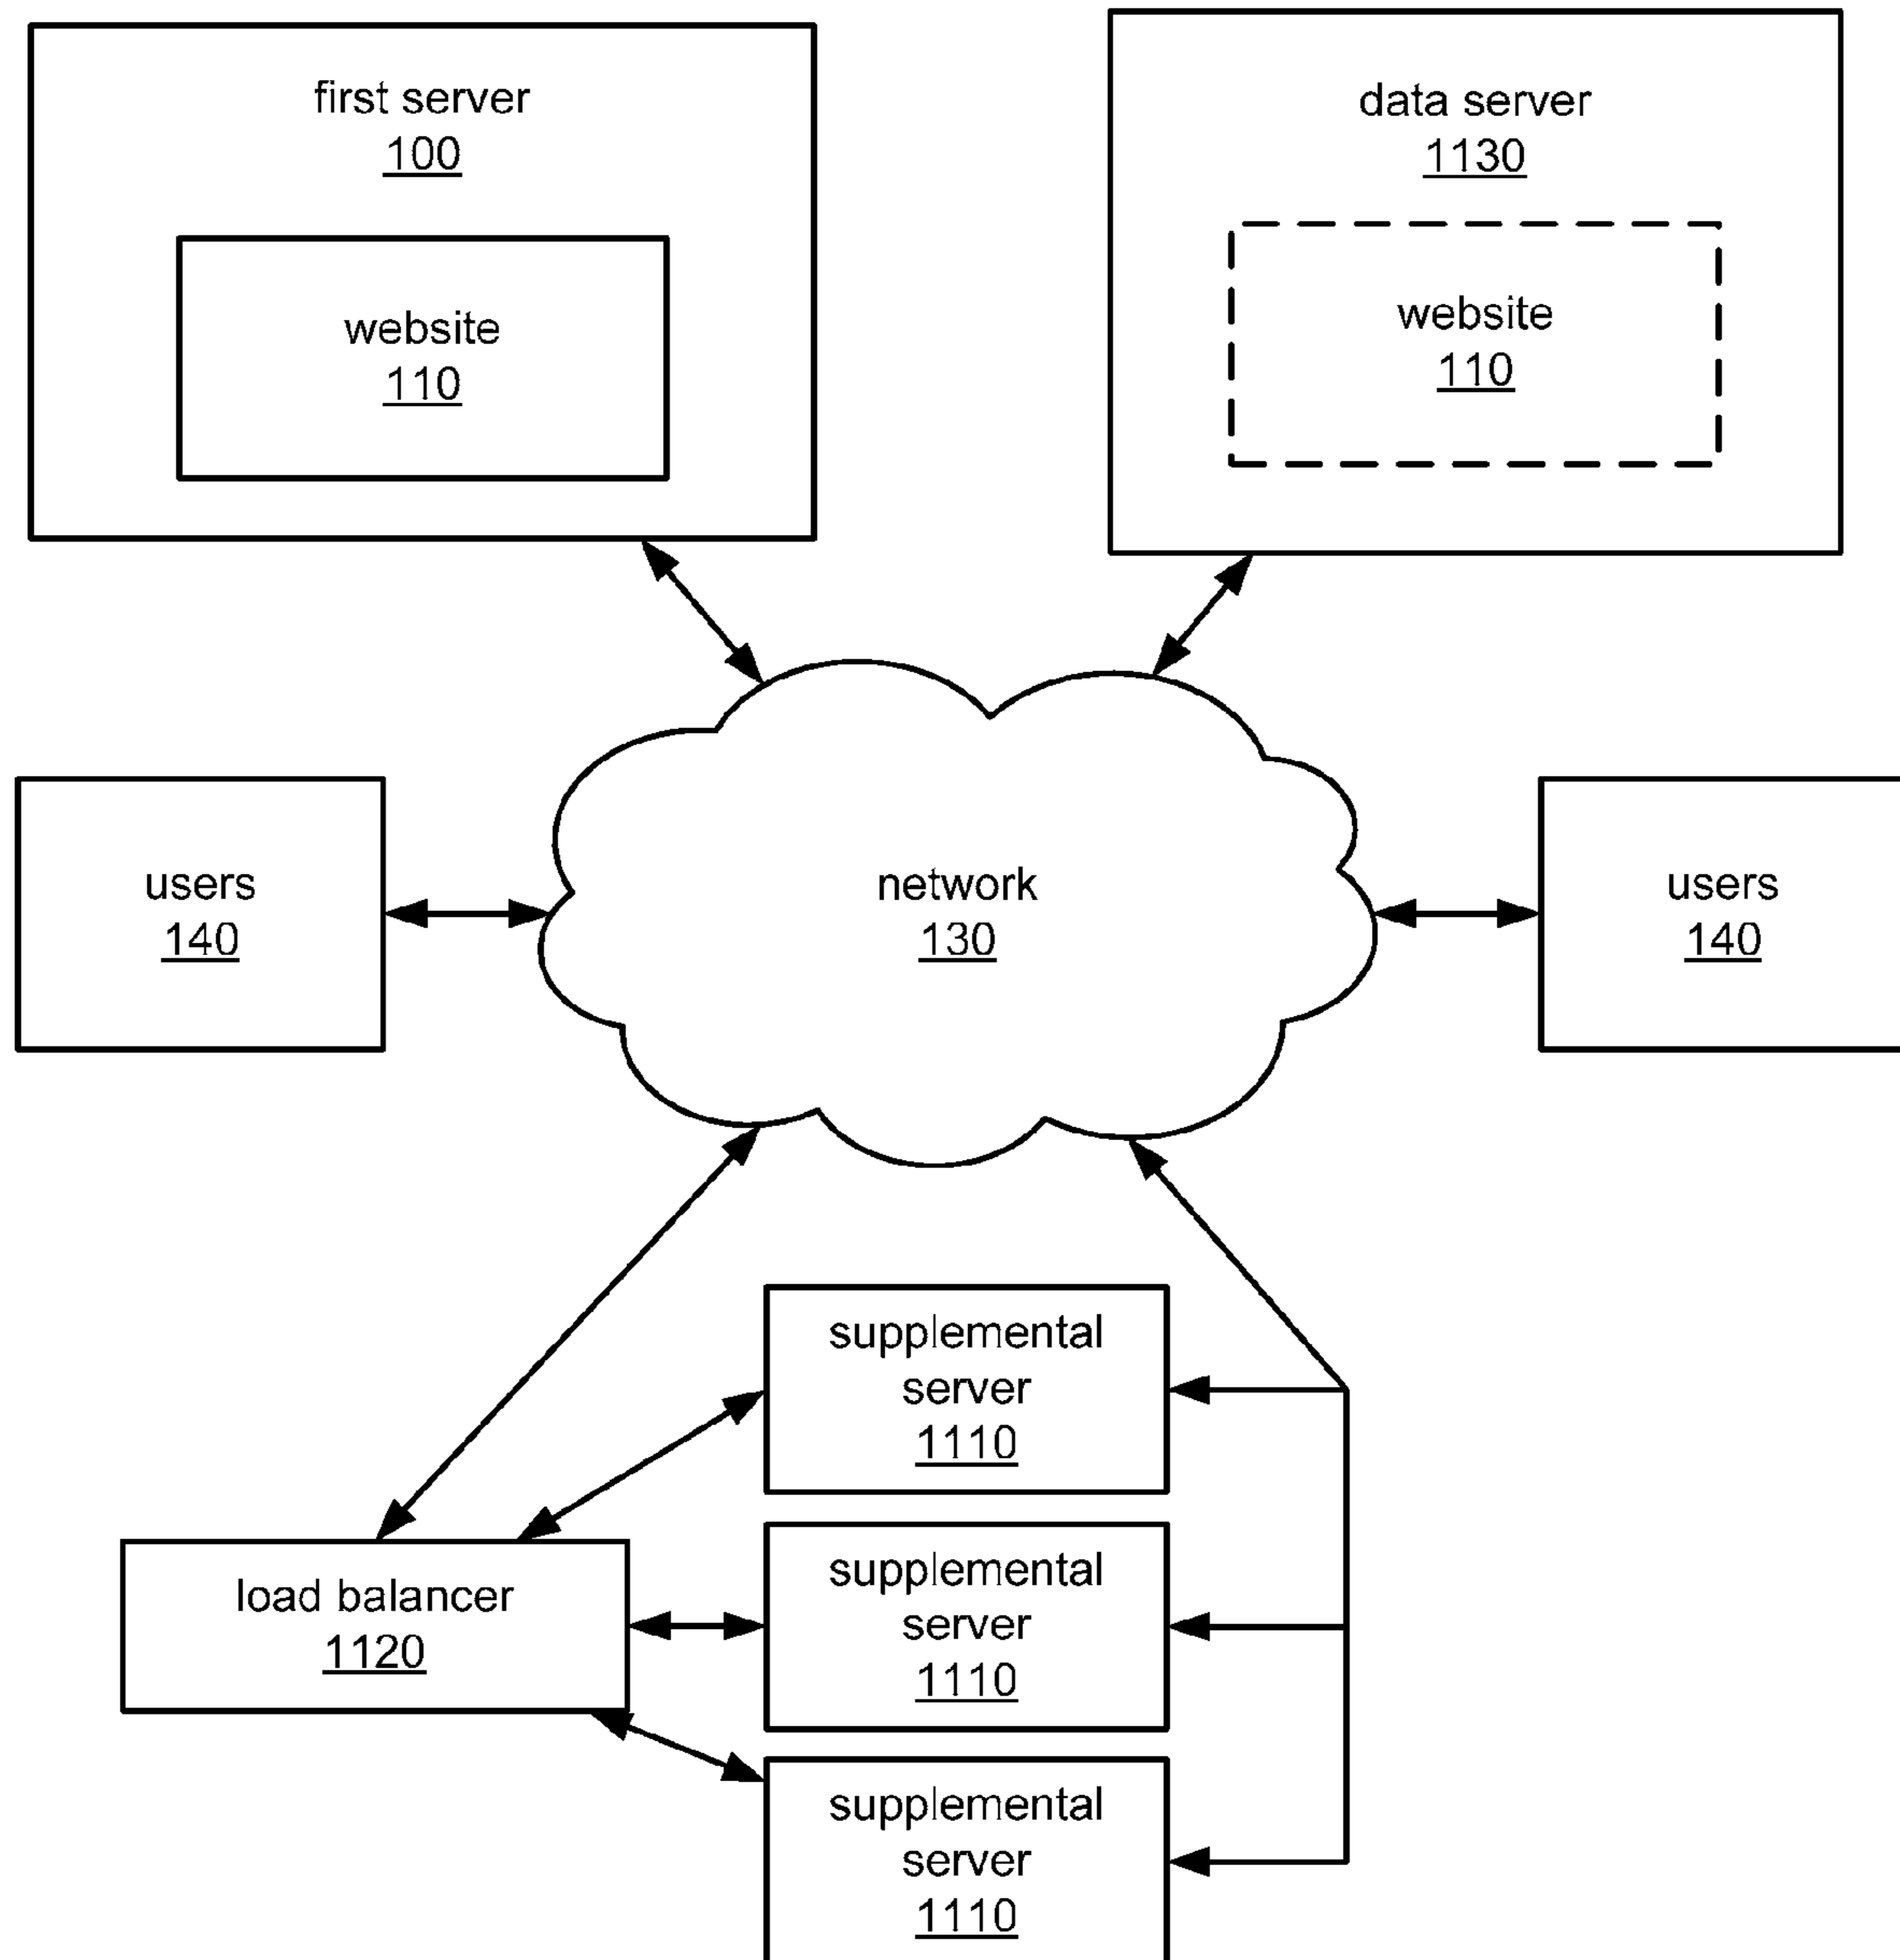 first server
100
website
110
data server
1130
website
110
users
140
network
130
users
140
supplemental
server
1110
load balancer
1120
supplemental
server
1110
supplemental
server
1110